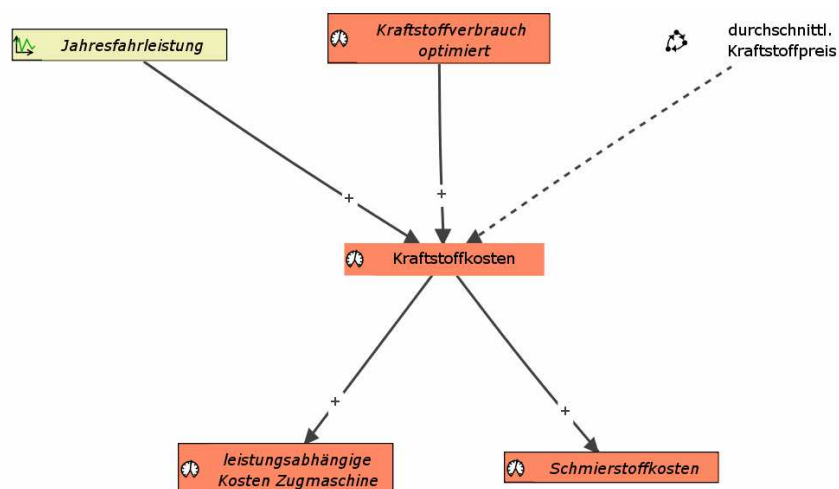 Jahresfahrleistung
Kraftstoffverbrauch
optimiert
durchschnittl.
Kraftstoffpreis
+
+
Kraftstoffkosten
+
+
leistungsabhängige
Kosten Zugmaschine
Schmierstoffkosten